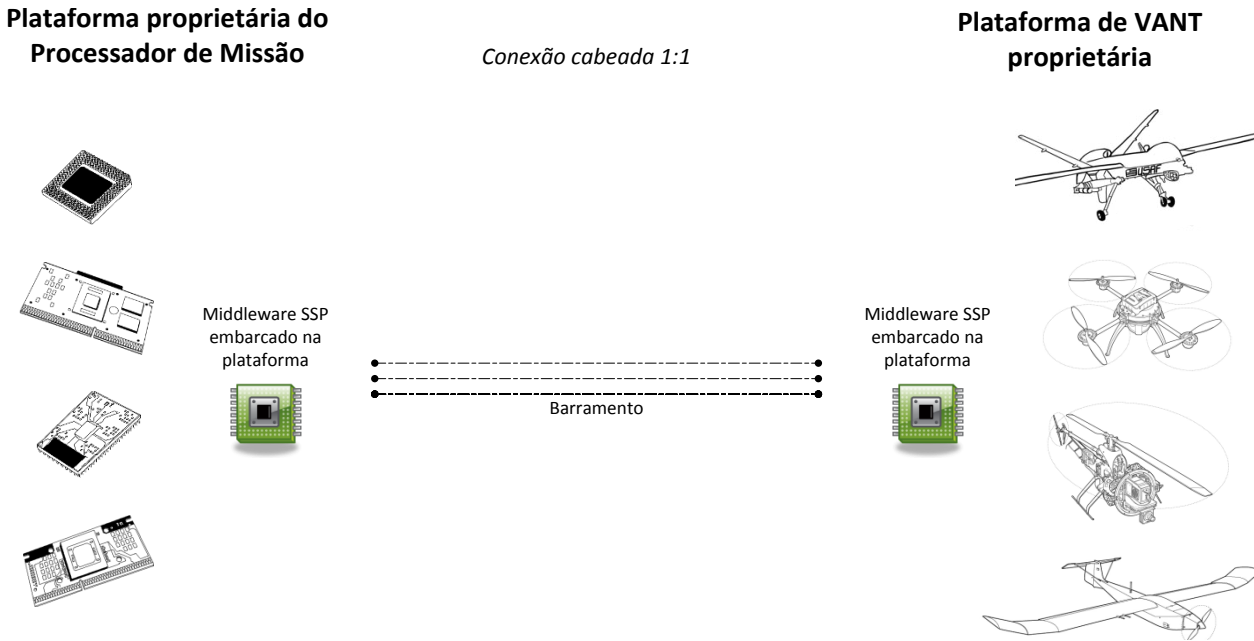 Plataforma proprietária do
Processador de Missão
Conexão cabeada 1:1
Plataforma de VANT
proprietária
USAF
Middleware SSP
embarcado na
plataforma
Middleware SSP
embarcado na
plataforma
Barramento